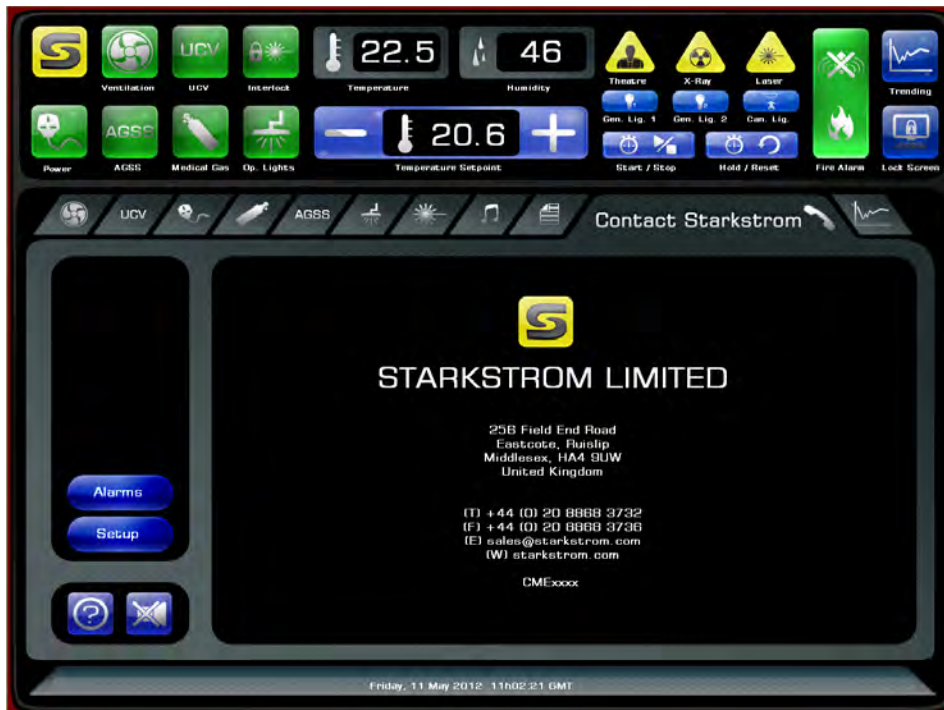 S
UCV
22.5
46
Ventilation
UCV
Interlock
Temperature
Humidity
Theatre
X-Ray
Laser
Trending
Gen. Lig. 1
Gen. Lig. 2
Can. Lig.
AGSS
20.6
Power
AGSS
Medical Gas
Op. Lights
Temperature Setpoint
Start / Stop
Hold / Reset
Fire Alarm
Lock Screen
UCV
AGSS
Contact Starkstrom
S
STARKSTROM LIMITED
256 Field End Road
Eastcote, Ruislip
Middlesex, HA4 9UW
United Kingdom
Alarms
Setup
(T) +44 (0) 20 8868 3732
(F) +44 (0) 20 8868 3736
(E) sales@starkstrom.com
(W) starkstrom.com
CMExxxx
?
Friday, 11 May 2012 11h02:21 GMT